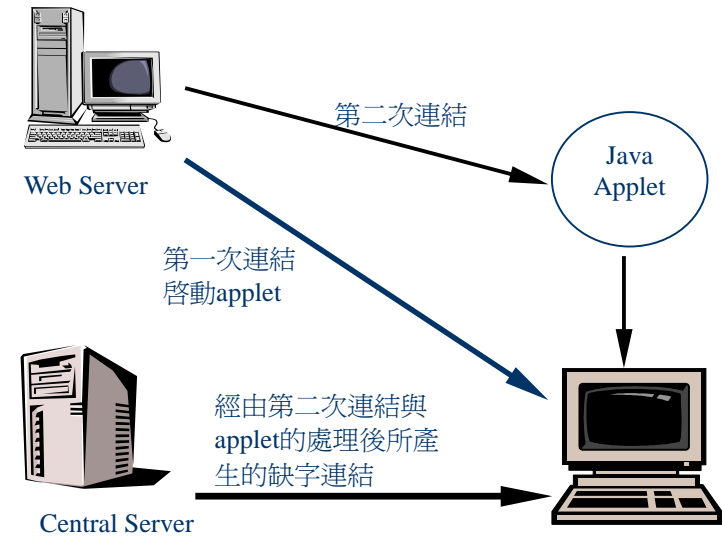 第二次連結
Java
Applet
Web Server
第一次連結
啓動applet
經由第二次連結與
applet的處理後所產
生的缺字連結
Central Server